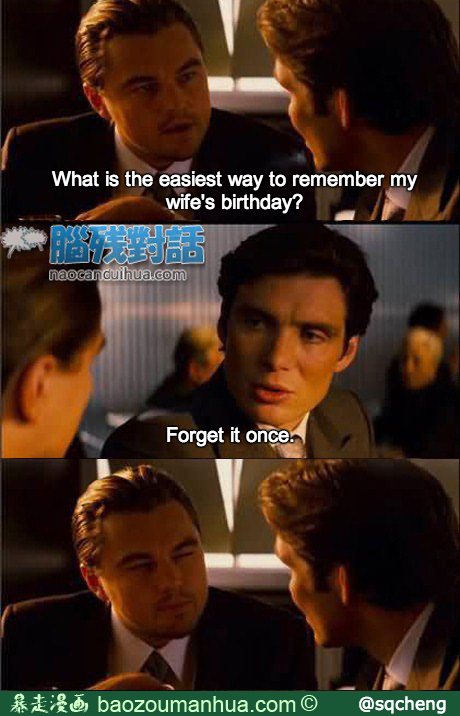 What is the easiest way to remember my
wife's birthday?
腦残對話
naocanduihua.com
Forget it once.
暴走漫画 baozoumanhua.com ©
@sqcheng